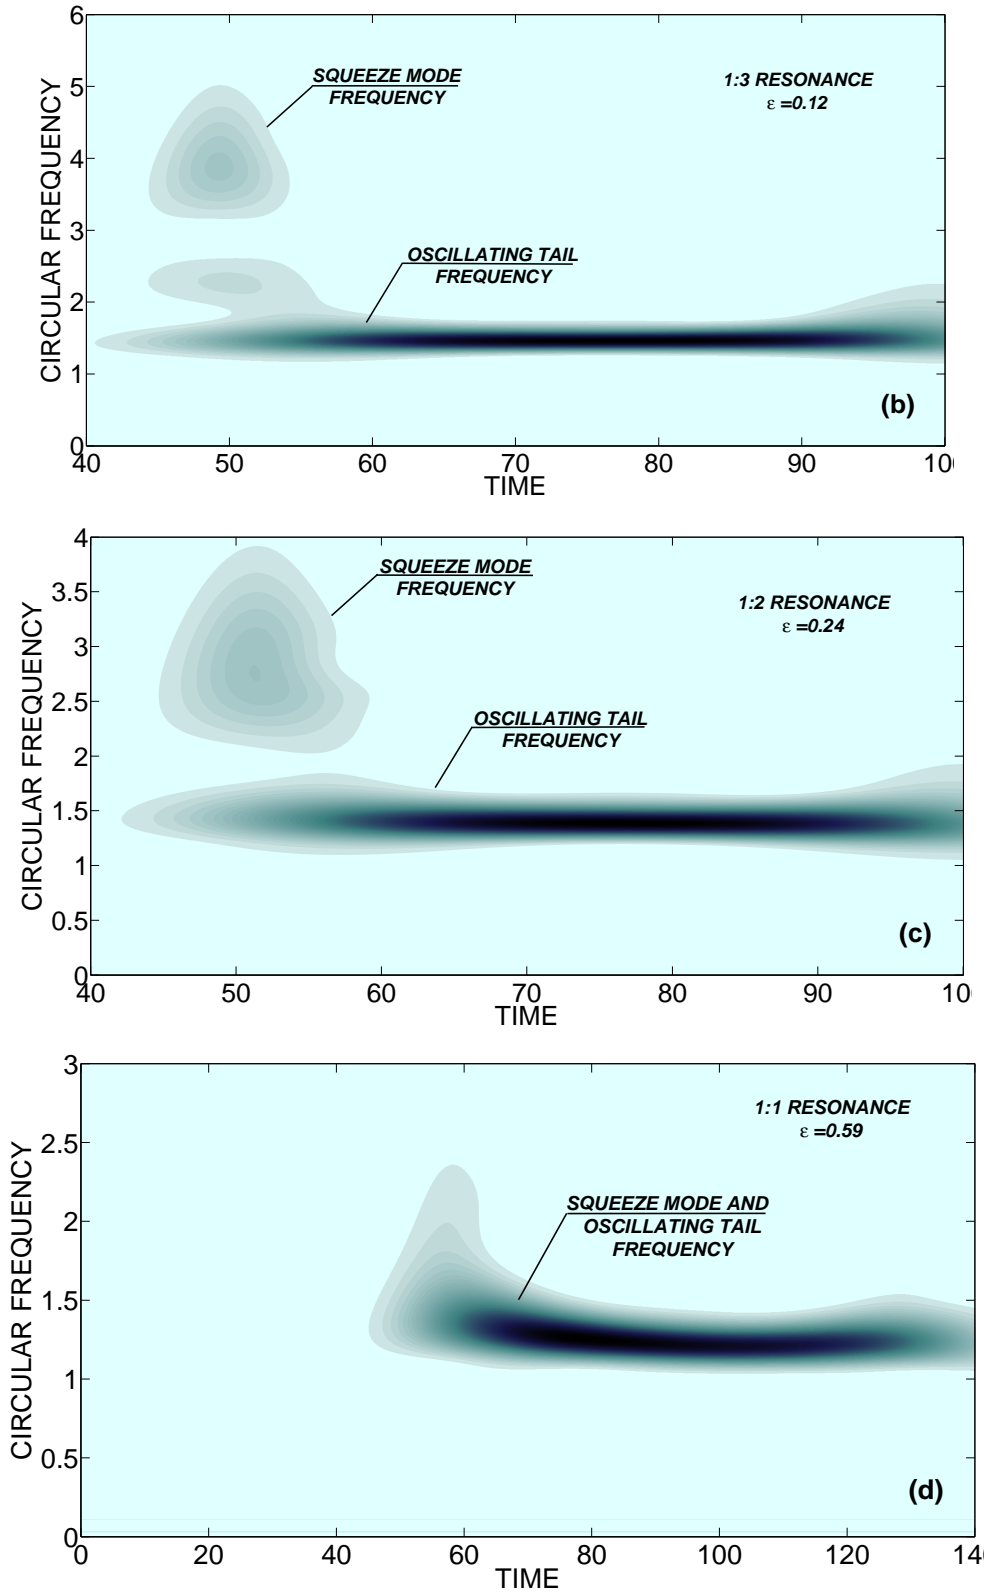 6
5
4
3
2
1
0
CIRCULAR FREQUENCY
SQUEEZE MODE
FREQUENCY
1:3 RESONANCE
ε =0.12
OSCILLATING TAIL
FREQUENCY
(b)
40 50 60 70 80 90 10
TIME
4
3.5
3
2.5
2
1.5
1
0.5
0
CIRCULAR FREQUENCY
SQUEEZE MODE
FREQUENCY
1:2 RESONANCE
ε =0.24
OSCILLATING TAIL
FREQUENCY
(c)
40 50 60 70 80 90 10
TIME
3
2.5
2
1.5
1
0.5
0
CIRCULAR FREQUENCY
1:1 RESONANCE
ε =0.59
SQUEEZE MODE AND
OSCILLATING TAIL
FREQUENCY
(d)
0 20 40 60 80 100 120 14
TIME